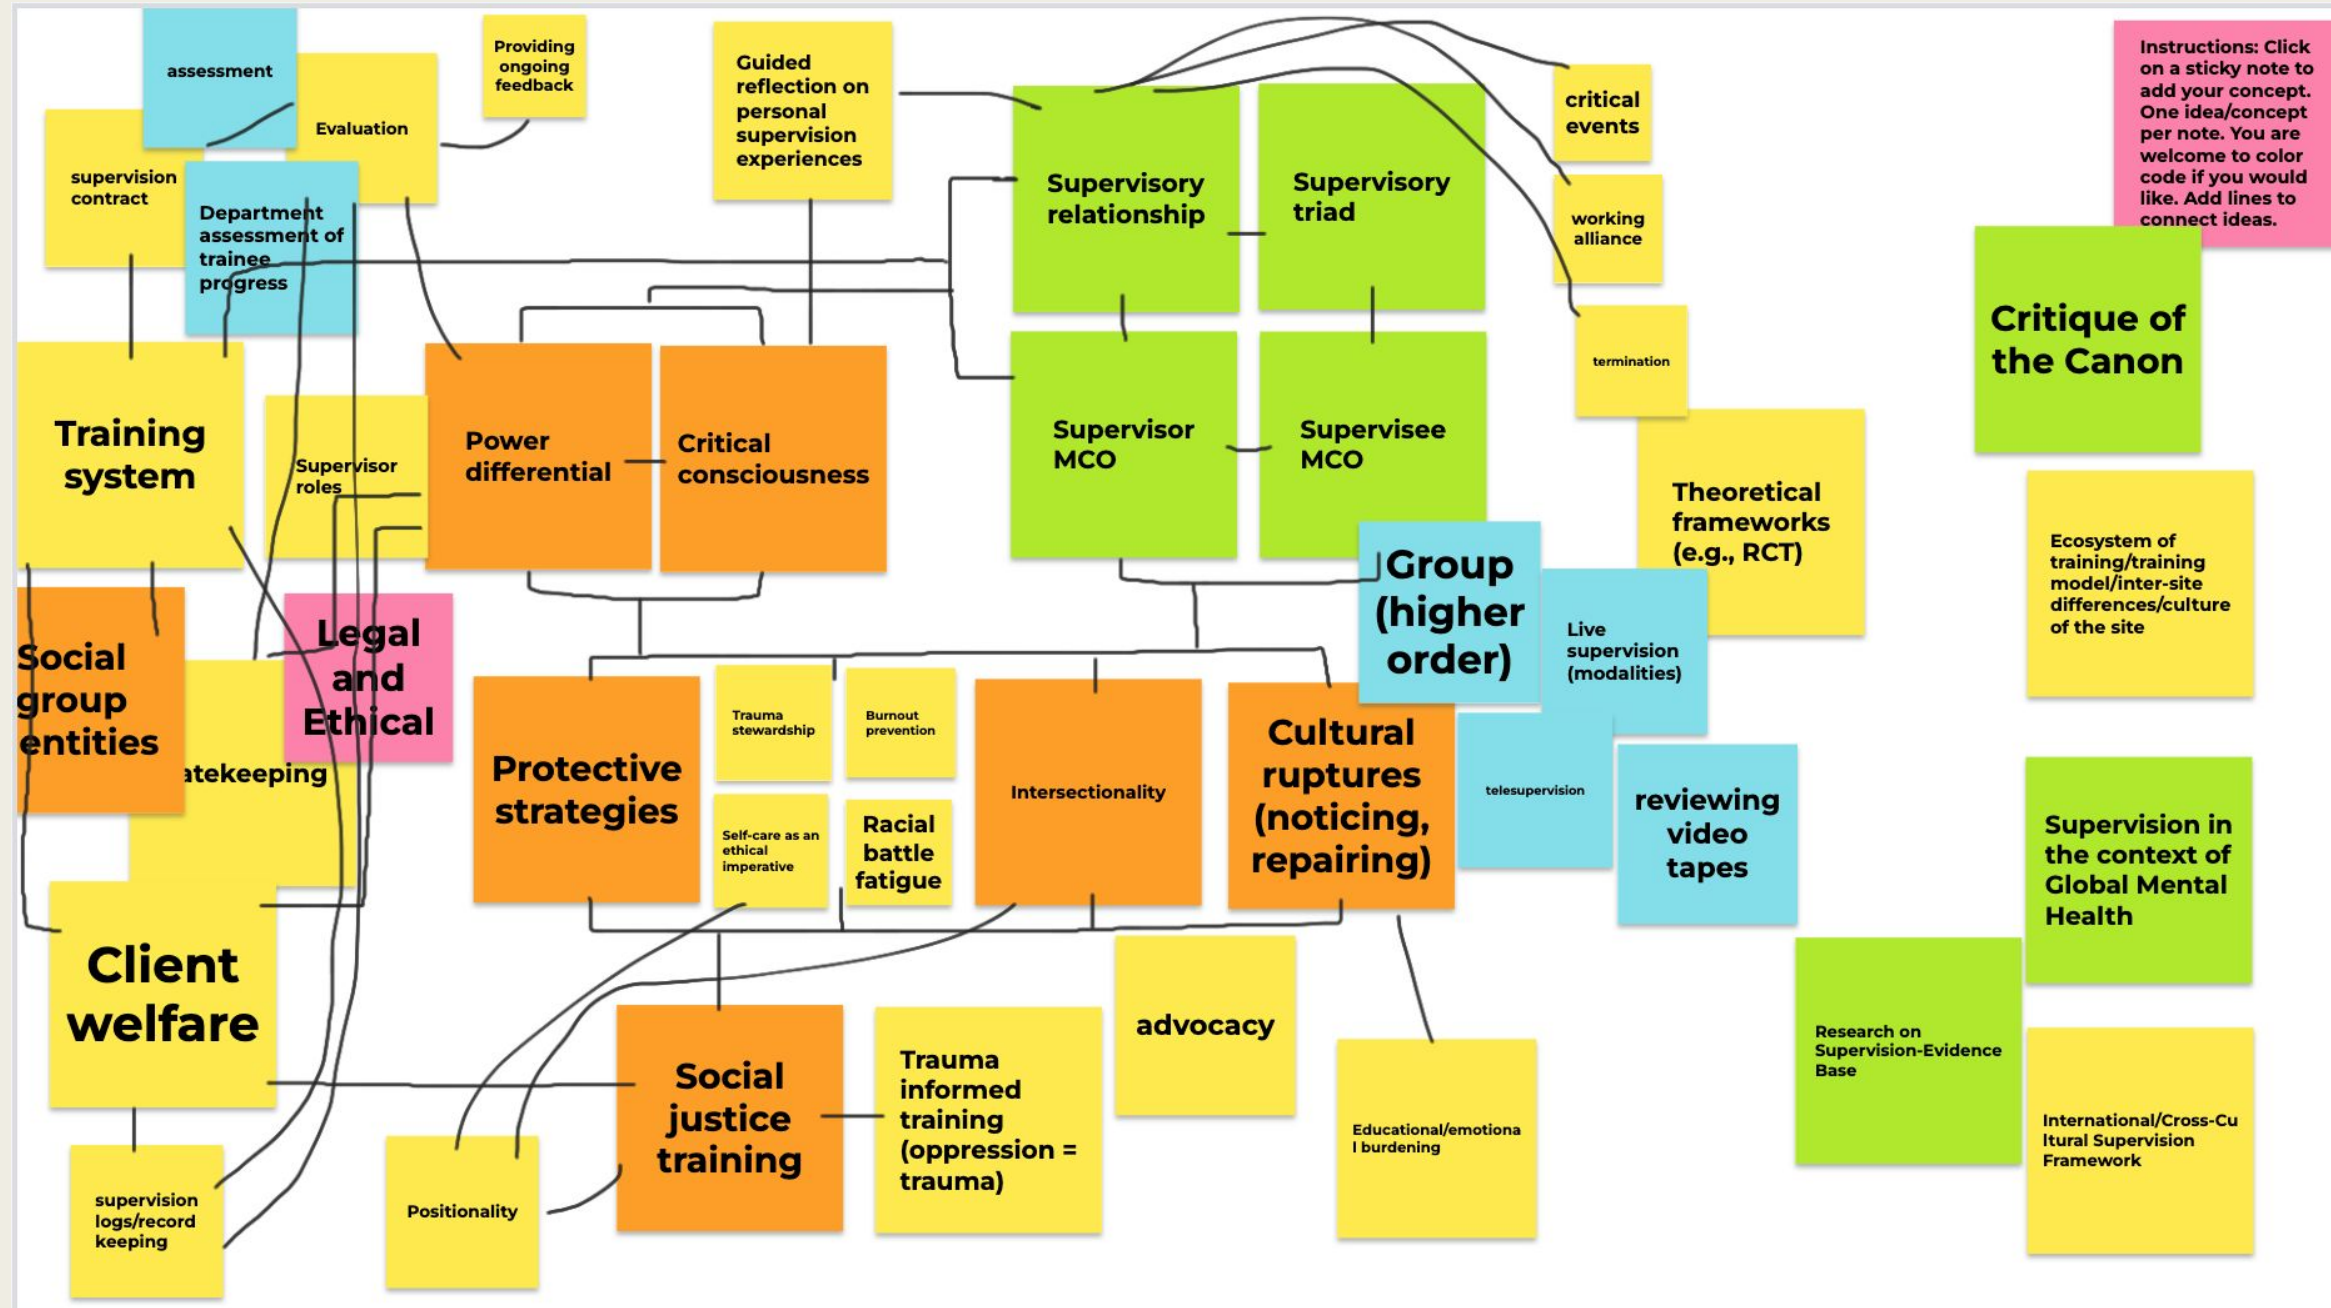 assessment
Evaluation
Providing
ongoing
feedback
supervision
contract
Department
assessment of
trainee
progress
Guided
reflection on
personal
supervision
experiences
Supervisory
relationship
Supervisory
triad
critical
events
working
alliance
termination
Instructions: Click
on a sticky note to
add your concept.
One idea/concept
per note. You are
welcome to color
code if you would
like. Add lines to
connect ideas.
Critique of
the Canon
Training
system
Supervisor
roles
Power
differential
Critical
consciousness
Supervisor
MCO
Supervisee
MCO
Theoretical
frameworks
(e.g., RCT)
Ecosystem of
training/training
model/inter-site
differences/culture
of the site
Group
(higher
order)
Live
supervision
(modalities)
Social
group
entities
Legal
and
Ethical
atekeeping
Protective
strategies
Trauma
stewardship
Burnout
prevention
Self-care as an
ethical
imperative
Racial
battle
fatigue
Intersectionality
Cultural
ruptures
(noticing,
repairing)
telesupervision
reviewing
video
tapes
Supervision in
the context of
Global Mental
Health
Client
welfare
Social
justice
training
Trauma
informed
training
(oppression =
trauma)
advocacy
Educational/emotiona
l burdening
Research on
Supervision-Evidence
Base
International/Cross-Cu
ltural Supervision
Framework
supervision
logs/record
keeping
Positionality